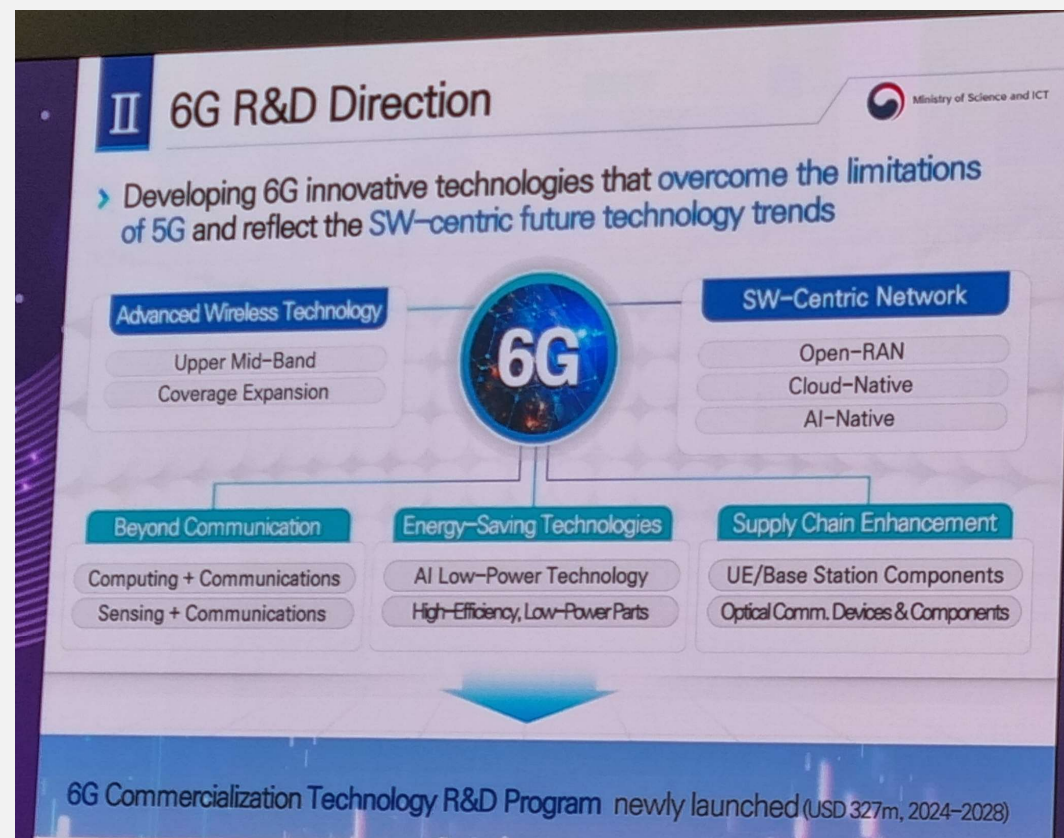 II
6G R&D Direction
Ministry of Science and ICT
› Developing 6G innovative technologies that overcome the limitations
of 5G and reflect the SW-centric future technology trends
Advanced Wireless Technology
Upper Mid-Band
Coverage Expansion
6G
SW-Centric Network
Open-RAN
Cloud-Native
AI-Native
Beyond Communication
Computing + Communications
Sensing + Communications
Energy-Saving Technologies
AI Low-Power Technology
High-Efficiency, Low-Power Parts
Supply Chain Enhancement
UE/Base Station Components
Optical Comm. Devices & Components
6G Commercialization Technology R&D Program newly launched (USD 327m, 2024-2028)